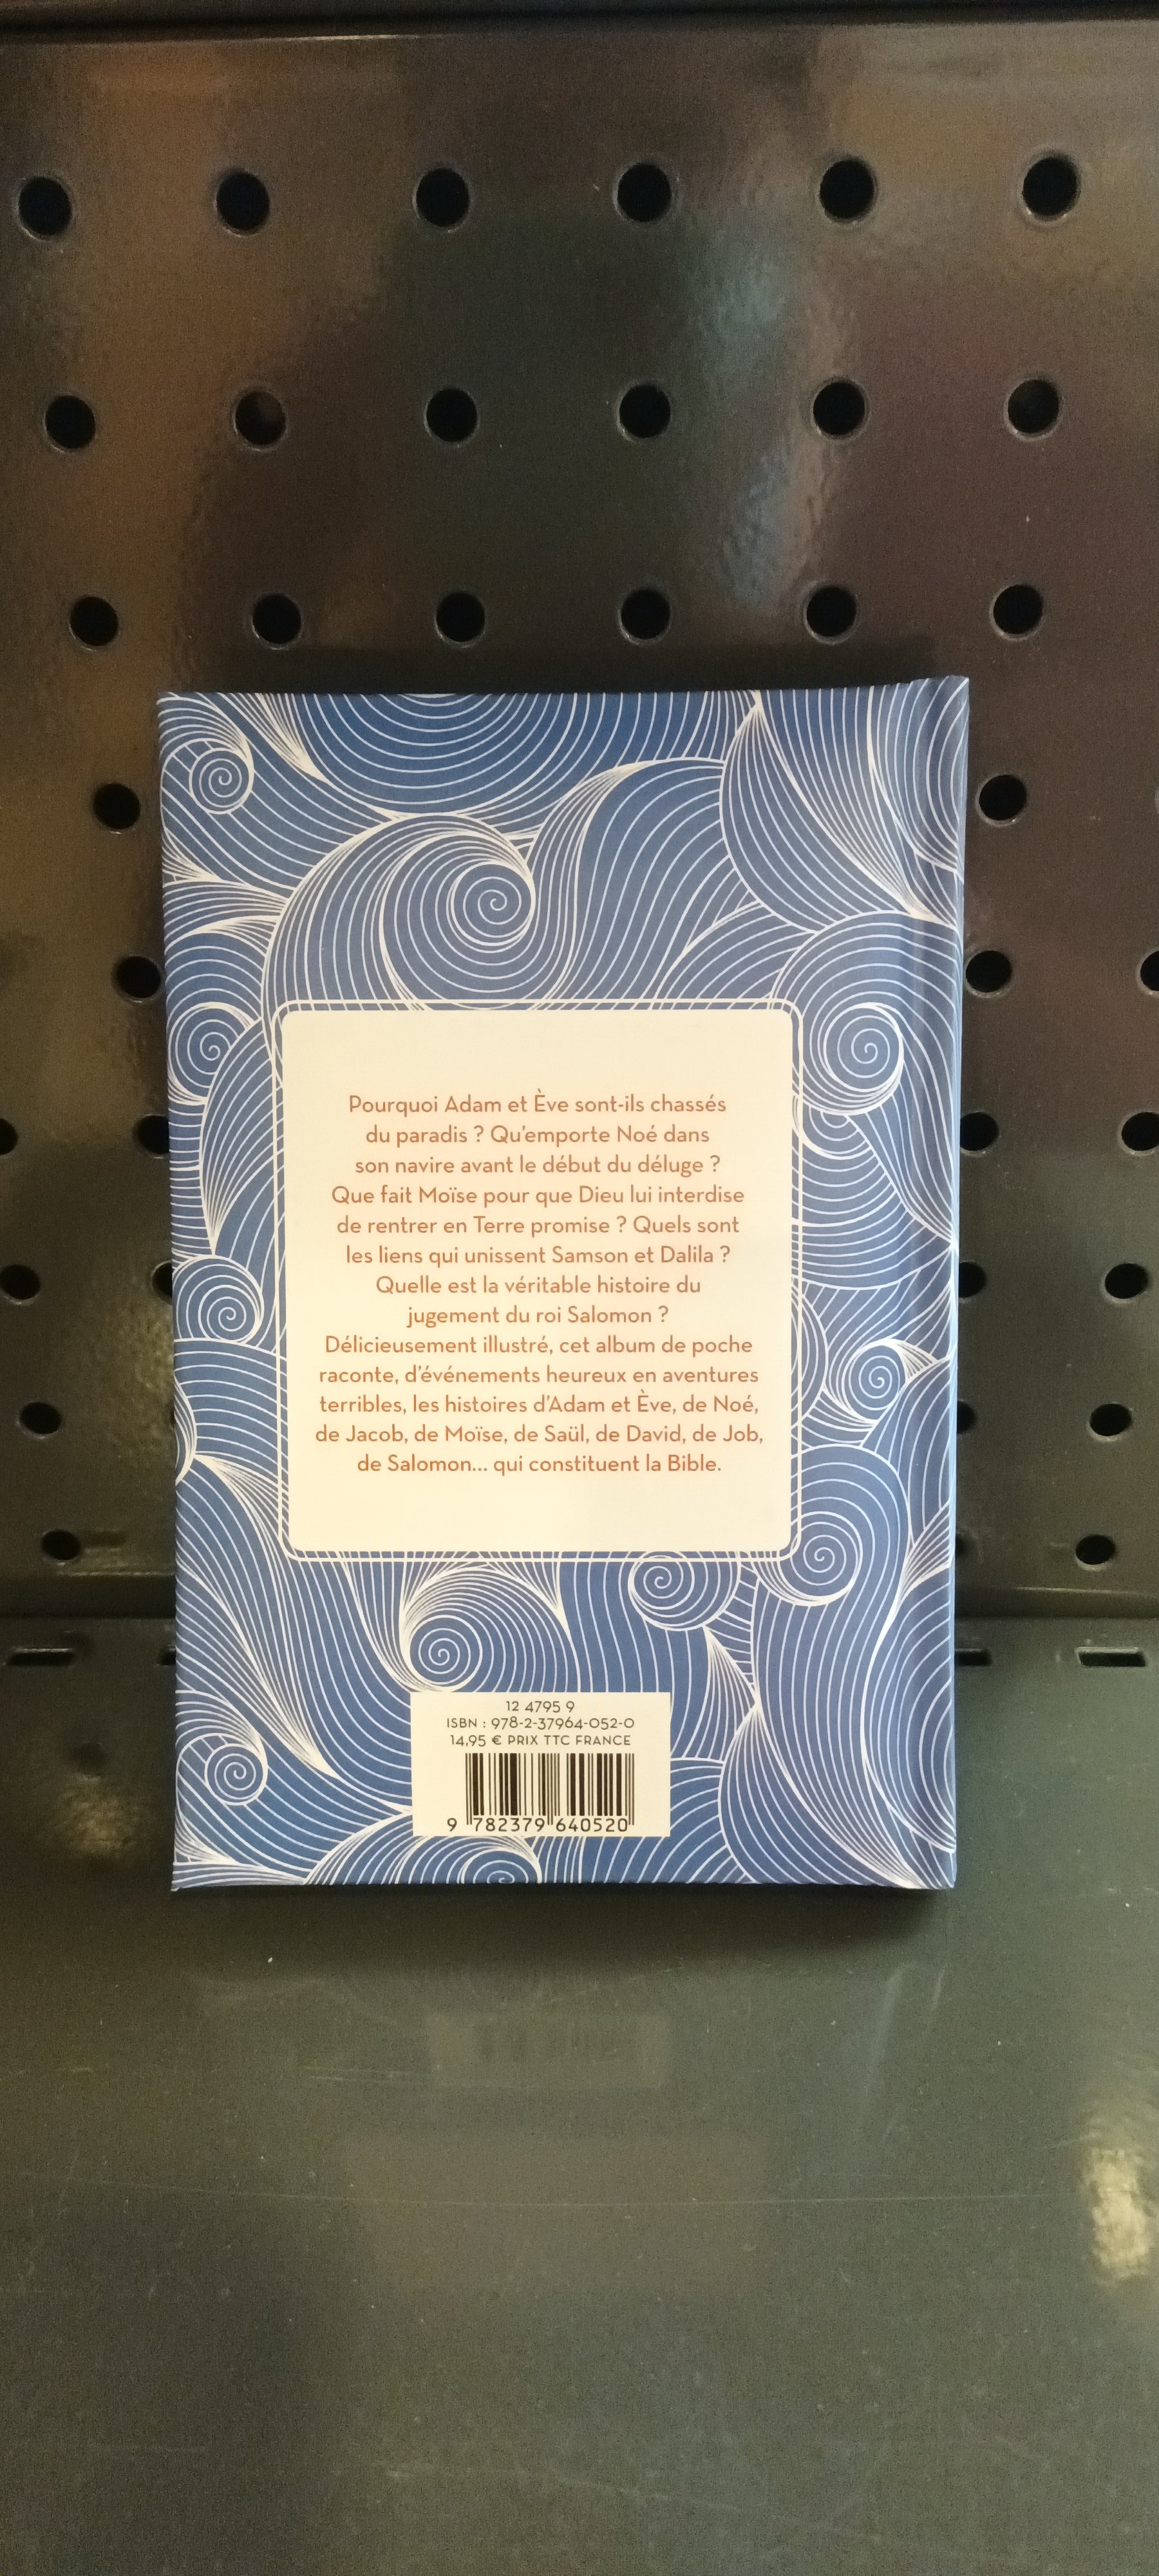 Pourquoi Adam et Ève sont-ils chassés
du paradis ? Qu’emporte Noé dans
son navire avant le début du déluge ?
Que fait Moïse pour que Dieu lui interdise
de rentrer en Terre promise ? Quels sont
les liens qui unissent Samson et Dalila ?
Quelle est la véritable histoire du
jugement du roi Salomon ?
Délicieusement illustré, cet album de poche
raconte, d’événements heureux en aventures
terribles, les histoires d’Adam et Ève, de Noé,
de Jacob, de Moïse, de Saül, de David, de Job,
de Salomon... qui constituent la Bible.
12 4795 9
ISBN : 978-2-37964-052-0
14,95 € PRIX TTC FRANCE
9 782379 640520